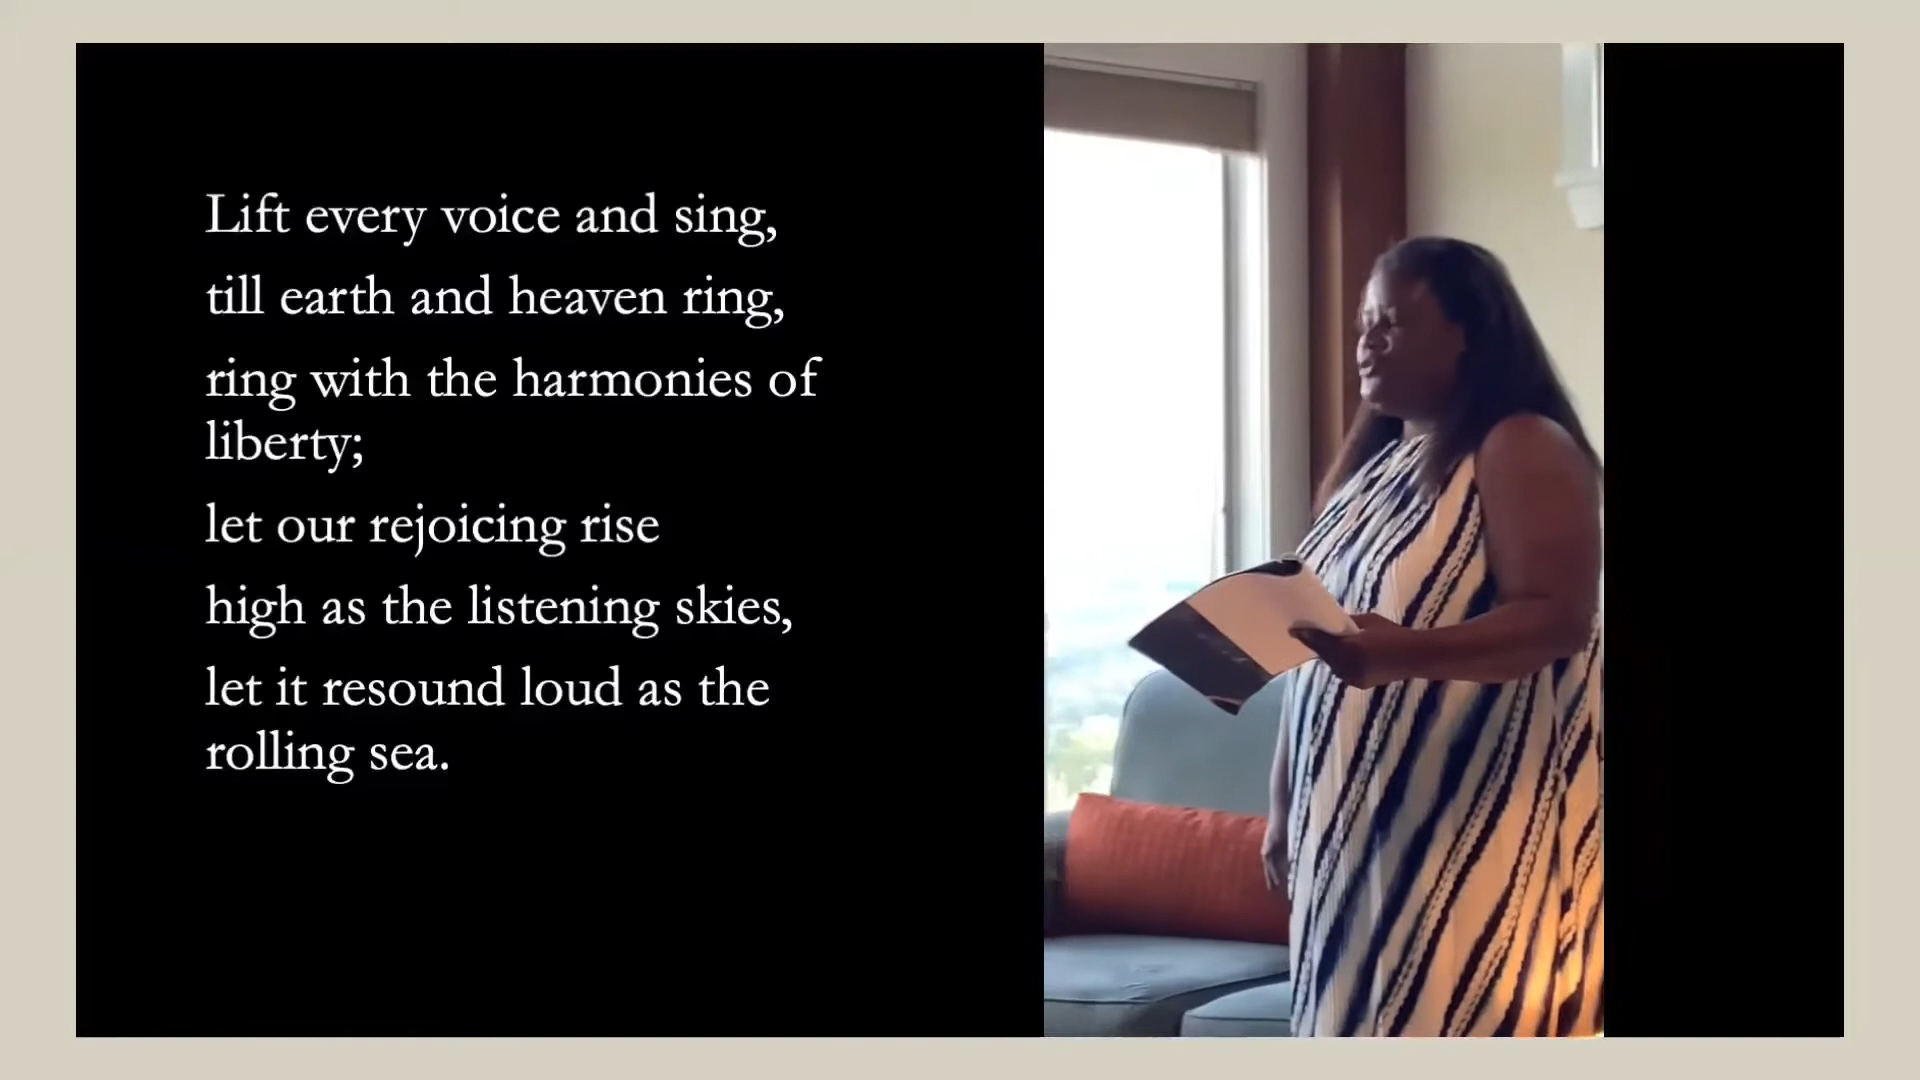 Lift every voice and sing,
till earth and heaven ring,
ring with the harmonies of
liberty;
let our rejoicing rise
high as the listening skies,
let it resound loud as the
rolling sea.